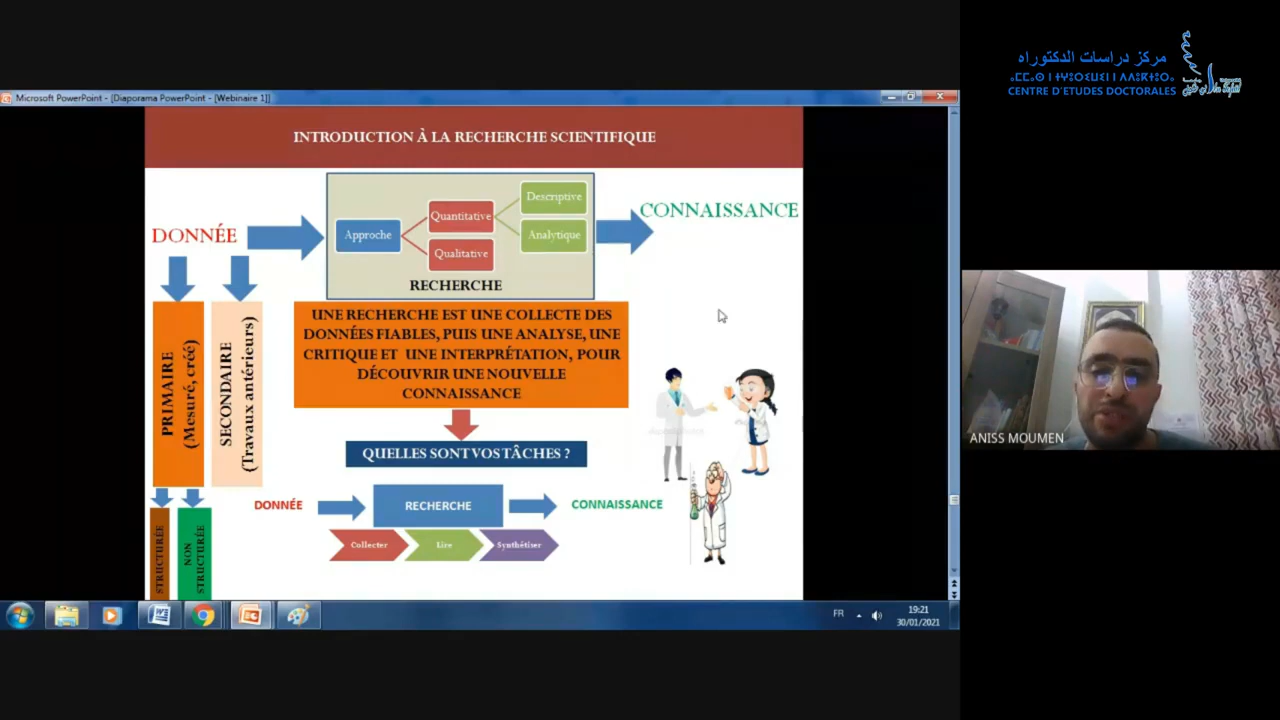 Microsoft PowerPoint - [Diaporama PowerPoint - [Webinaire 1]]
INTRODUCTION À LA RECHERCHE SCIENTIFIQUE
DONNÉE
Approche
Quantitative
Qualitative
Descriptive
Analytique
RECHERCHE
CONNAISSANCE
PRIMAIRE
(Mesuré, créé)
SECONDAIRE
(Travaux antérieurs)
STRUCTURÉE
NON
STRUCTURÉE
UNE RECHERCHE EST UNE COLLECTE DES
DONNÉES FIABLES, PUIS UNE ANALYSE, UNE
CRITIQUE ET UNE INTERPRÉTATION, POUR
DÉCOUVRIR UNE NOUVELLE
CONNAISSANCE
QUELLES SONT VOS TÂCHES ?
DONNÉE
RECHERCHE
CONNAISSANCE
Collecter
Lire
Synthétiser
FR
19:21
30/01/2021
مركز دراسات الدكتوراه
CENTRE D'ETUDES DOCTORALES
ANISS MOUMEN